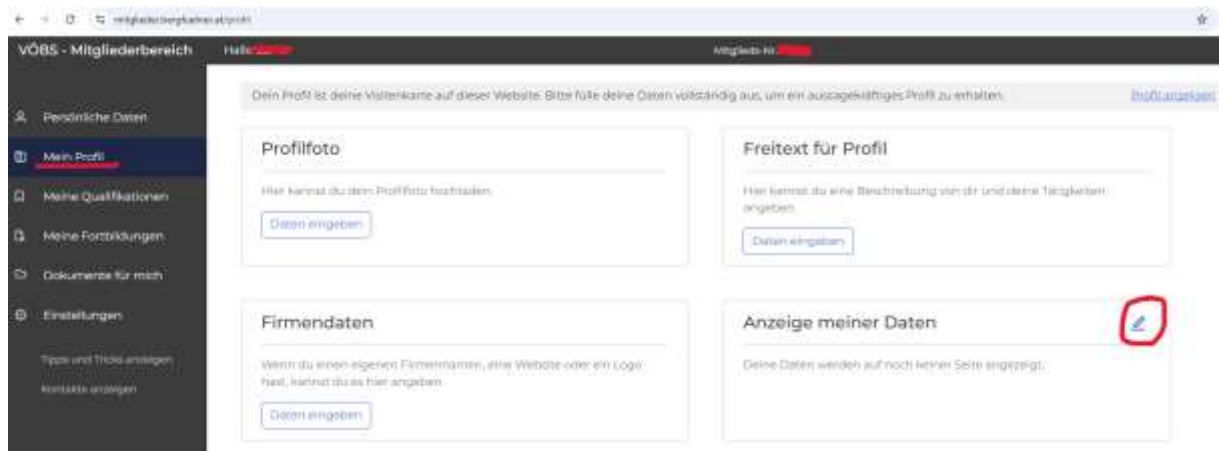 VÖBS - Mitgliederbereich
Hallo
Mitglieds-Nr.
Dein Profil ist deine Visitenkarte auf dieser Website. Bitte fülle deine Daten vollständig aus, um ein aussagekräftiges Profil zu erhalten.
Profil anzeigen
Persönliche Daten
Mein Profil
Meine Qualifikationen
Meine Fortbildungen
Dokumente für mich
Einstellungen
Tipps und Tricks anzeigen
Kontakte anzeigen
Profilfoto
Hier kannst du dein Profilfoto hochladen.
Daten eingeben
Freitext für Profil
Hier kannst du eine Beschreibung von dir und deine Tätigkeiten
angeben.
Daten eingeben
Firmendaten
Wenn du einen eigenen Firmennamen, eine Website oder ein Logo
hast, kannst du es hier angeben.
Daten eingeben
Anzeige meiner Daten
Deine Daten werden auf noch keiner Seite angezeigt.